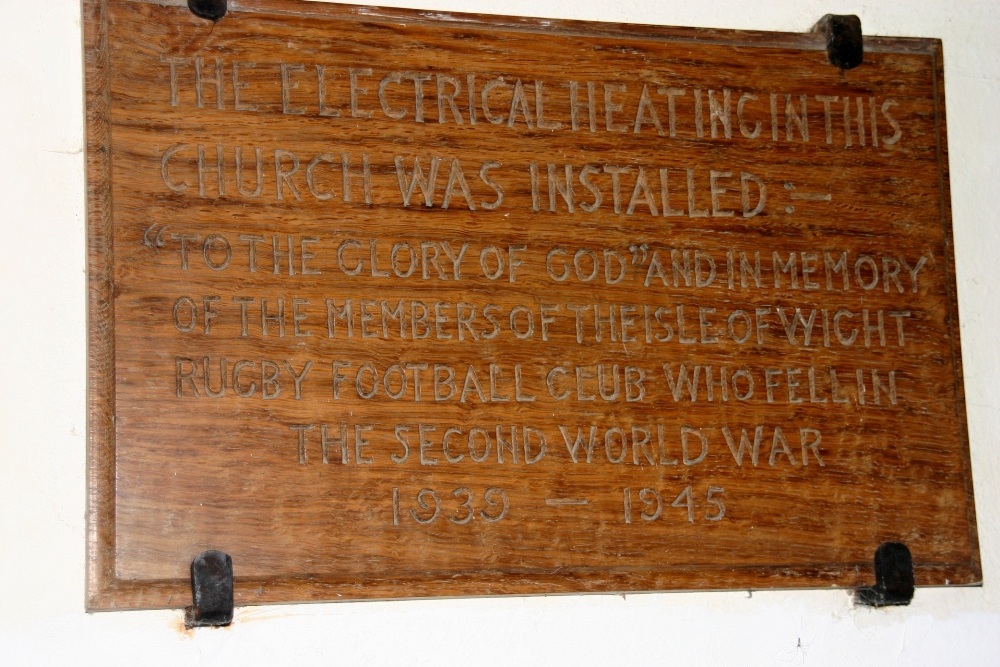 THE ELECTRICAL HEATING IN THIS
CHURCH WAS INSTALLED :-
"TO THE GLORY OF GOD" AND IN MEMORY
OF THE MEMBERS OF THE ISLE OF WIGHT
RUGBY FOOTBALL CLUB WHO FELL IN
THE SECOND WORLD WAR
1939 - 1945